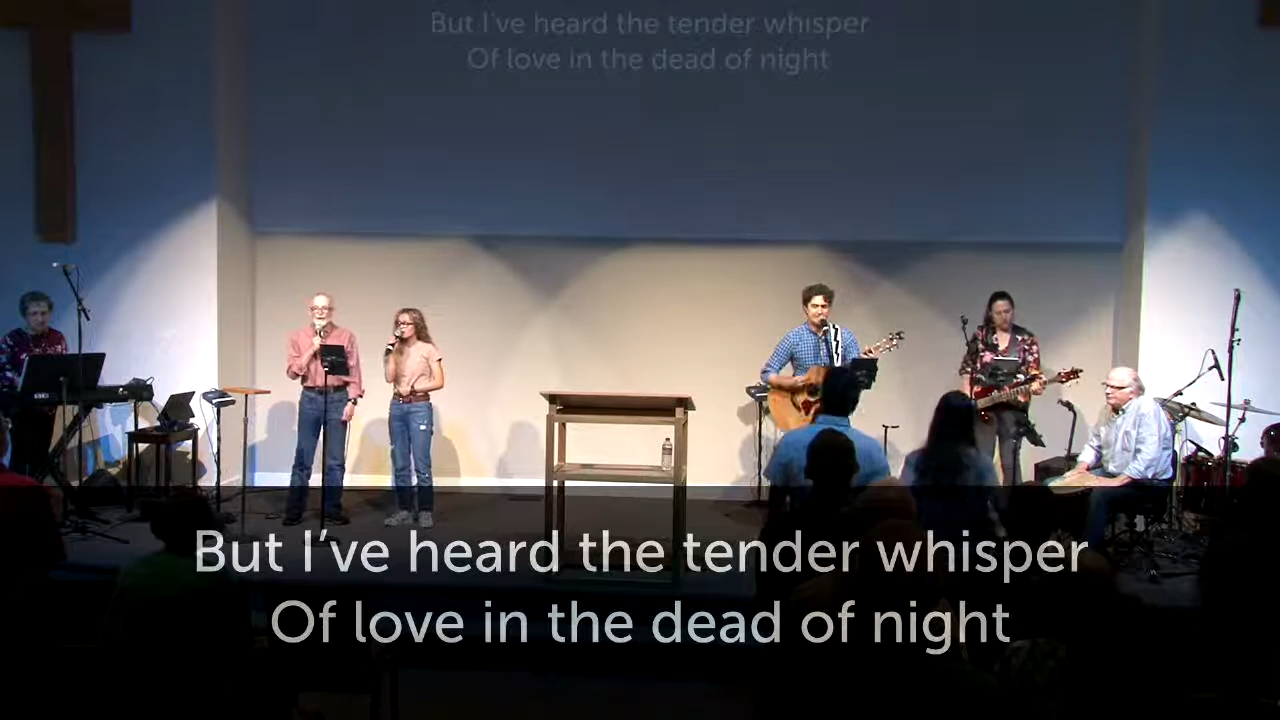 But I've heard the tender whisper
Of love in the dead of night
But I’ve heard the tender whisper
Of love in the dead of night